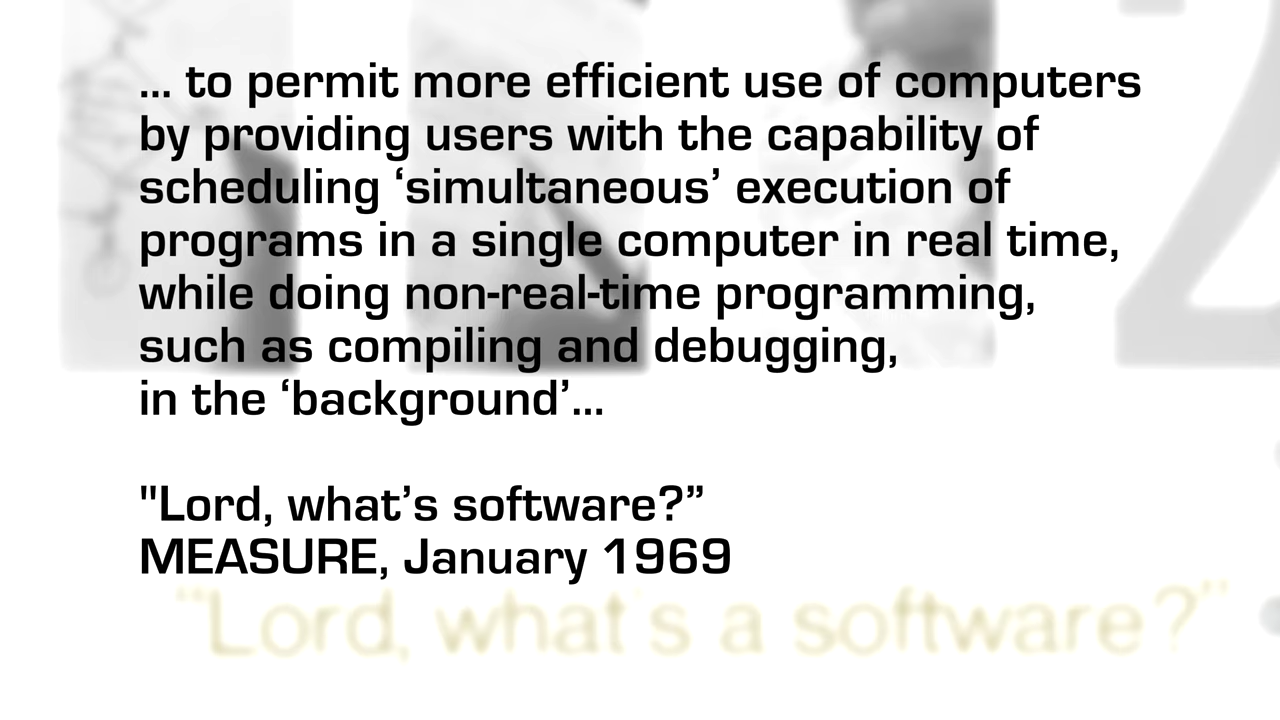 ... to permit more efficient use of computers
by providing users with the capability of
scheduling ‘simultaneous’ execution of
programs in a single computer in real time,
while doing non-real-time programming,
such as compiling and debugging,
in the ‘background’...
"Lord, what’s software?”
MEASURE, January 1969
“Lord, what's a software?”
2